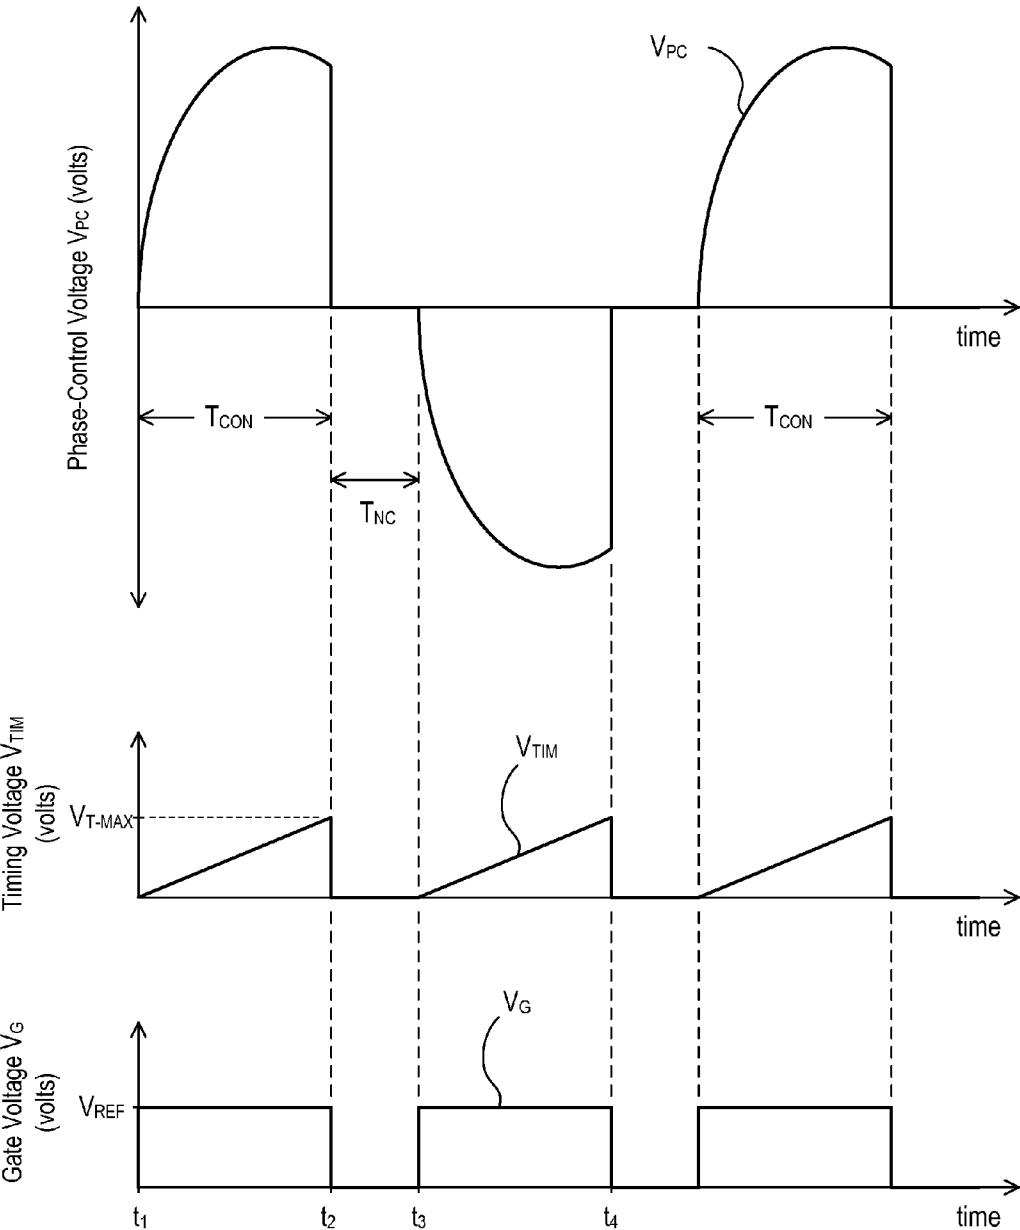 Phase-Control Voltage VPC (volts)
VPC
time
TCON
TCON
TNC
Timing Voltage VTIM
(volts)
VTIM
VT-MAX
time
Gate Voltage VG
(volts)
VG
VREF
t1
t2
t3
t4
time